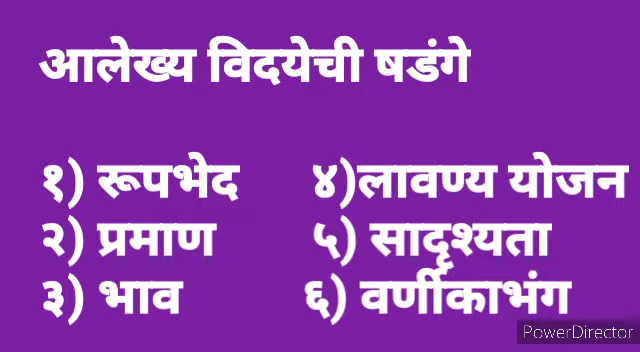 आलेख्य विदयेची षडंगे
१) रूपभेद ४)लावण्य योजन
२) प्रमाण ५) सादृश्यता
३) भाव ६) वर्णीकाभंग
PowerDirector